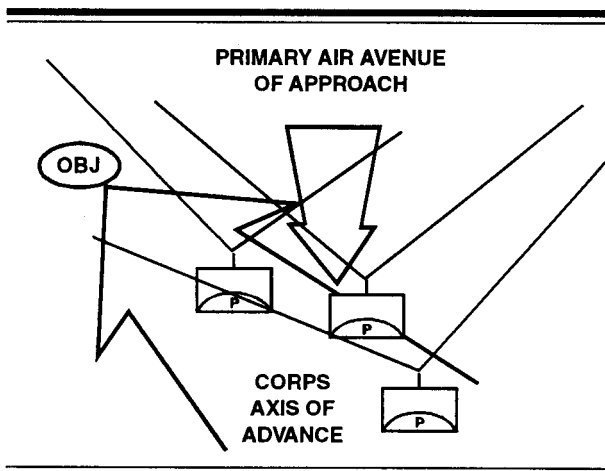 PRIMARY AIR AVENUE
OF APPROACH
OBJ
P
P
P
CORPS
AXIS OF
ADVANCE